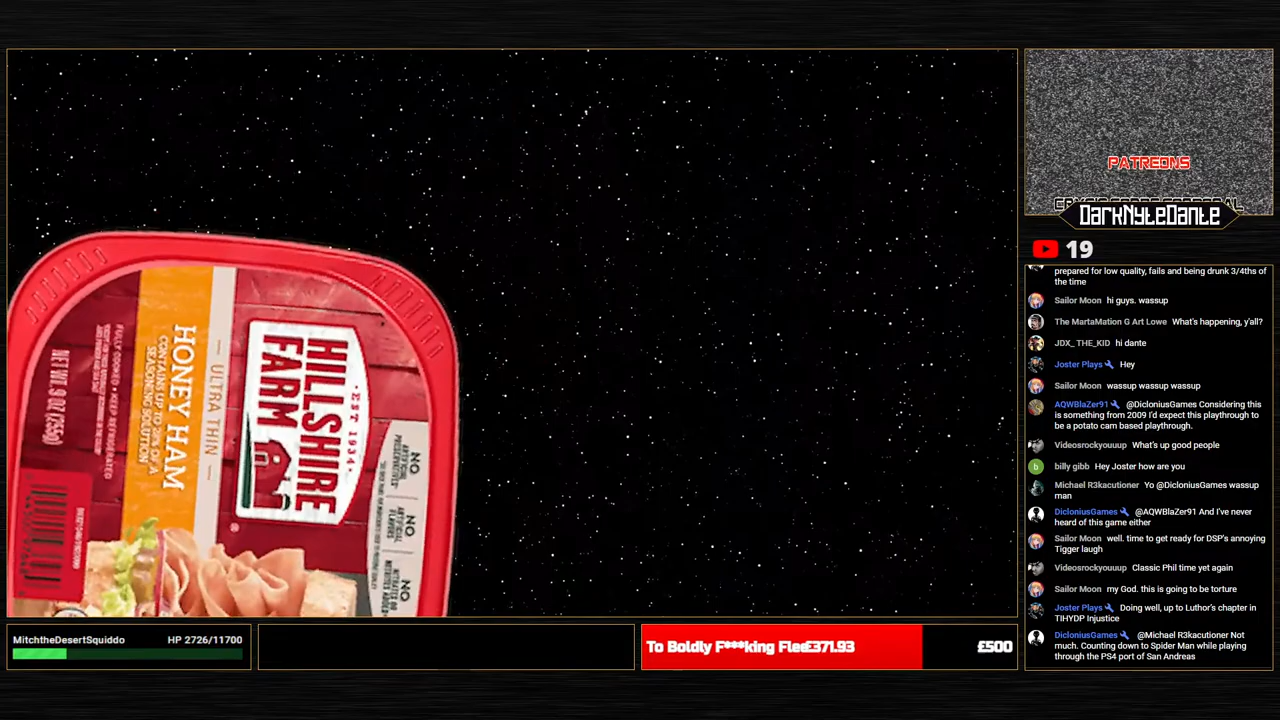 HILLSHIRE
FARM
· EST 1934 ·
— ULTRA THIN —
HONEY HAM
CONTAINS UP TO 28% OF A
SEASONING SOLUTION
FULLY COOKED • KEEP REFRIGERATED
NET WT. 9 OZ (255g)
NO
ARTIFICIAL
PRESERVATIVES
NO
ARTIFICIAL
FLAVORS
NO
PATREONS
DarkNyteDante
19
prepared for low quality, fails and being drunk 3/4ths of
the time
Sailor Moon hi guys. wassup
The MartaMation G Art Lowe What's happening, y'all?
JDX_ THE_KID hi dante
Joster Plays Hey
Sailor Moon wassup wassup wassup
AQWBlaZer91 @DicloniusGames Considering this
is something from 2009 I'd expect this playthrough to
be a potato cam based playthrough.
Videosrockyouuup What's up good people
b billy gibb Hey Joster how are you
Michael R3kacutioner Yo @DicloniusGames wassup
man
DicloniusGames @AQWBlaZer91 And I've never
heard of this game either
Sailor Moon well. time to get ready for DSP's annoying
Tigger laugh
Videosrockyouuup Classic Phil time yet again
Sailor Moon my God. this is going to be torture
Joster Plays Doing well, up to Luthor's chapter in
TIHYDP Injustice
DicloniusGames @Michael R3kacutioner Not
much. Counting down to Spider Man while playing
through the PS4 port of San Andreas
MitchtheDesertSquiddo HP 2726/11700
To Boldly F***king Flee£371.93 £500